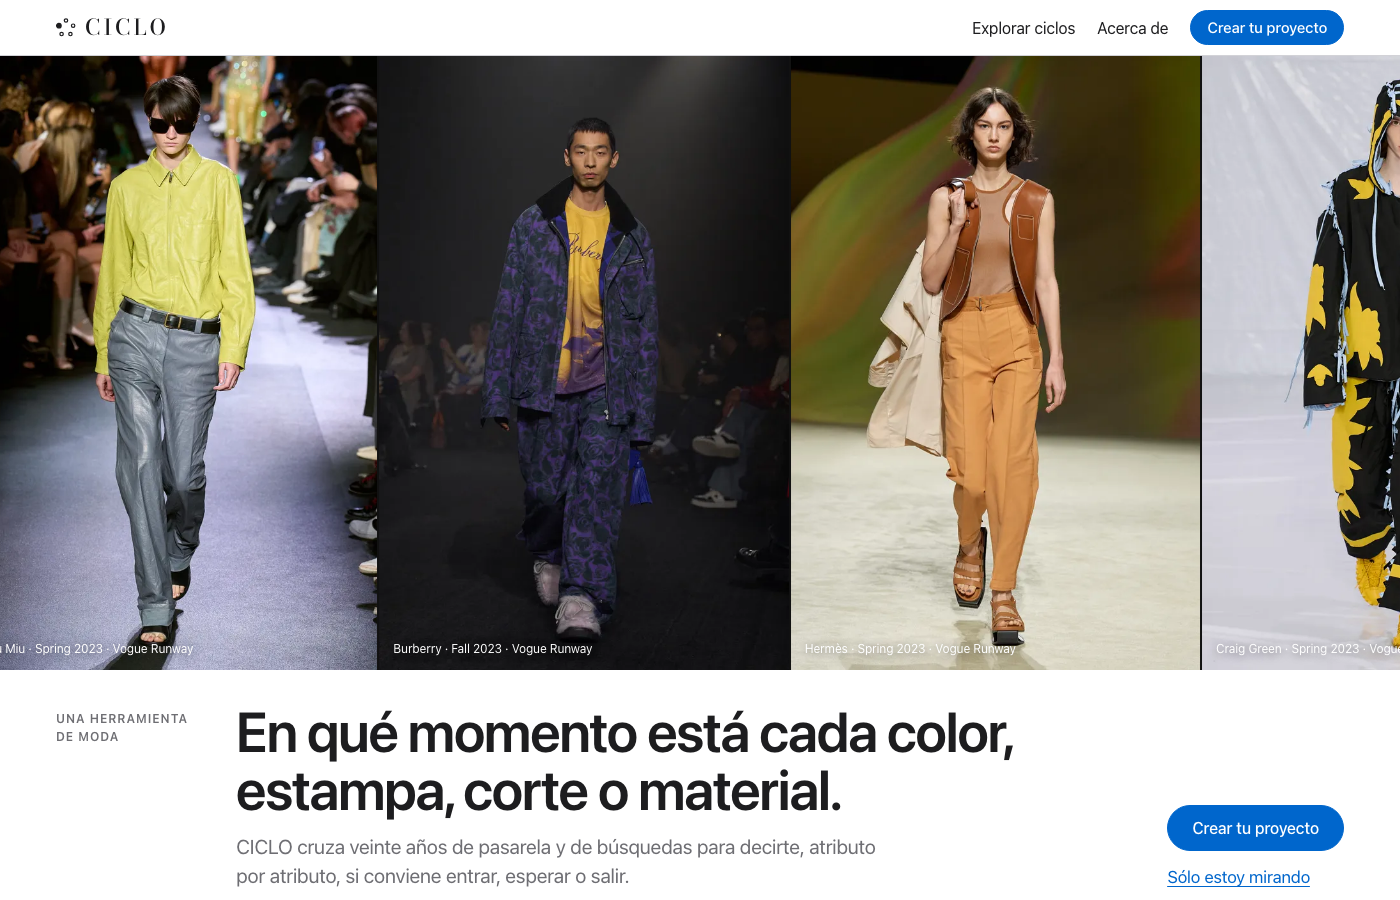 CICLO
Explorar ciclos
Acerca de
Crear tu proyecto
Miu · Spring 2023 · Vogue Runway
Burberry · Fall 2023 · Vogue Runway
Hermès · Spring 2023 · Vogue Runway
Craig Green · Spring 2023 ·
UNA HERRAMIENTA
DE MODA
En qué momento está cada color,
estampa, corte o material.
CICLO cruza veinte años de pasarela y de búsquedas para decirte, atributo
por atributo, si conviene entrar, esperar o salir.
Crear tu proyecto
Sólo estoy mirando